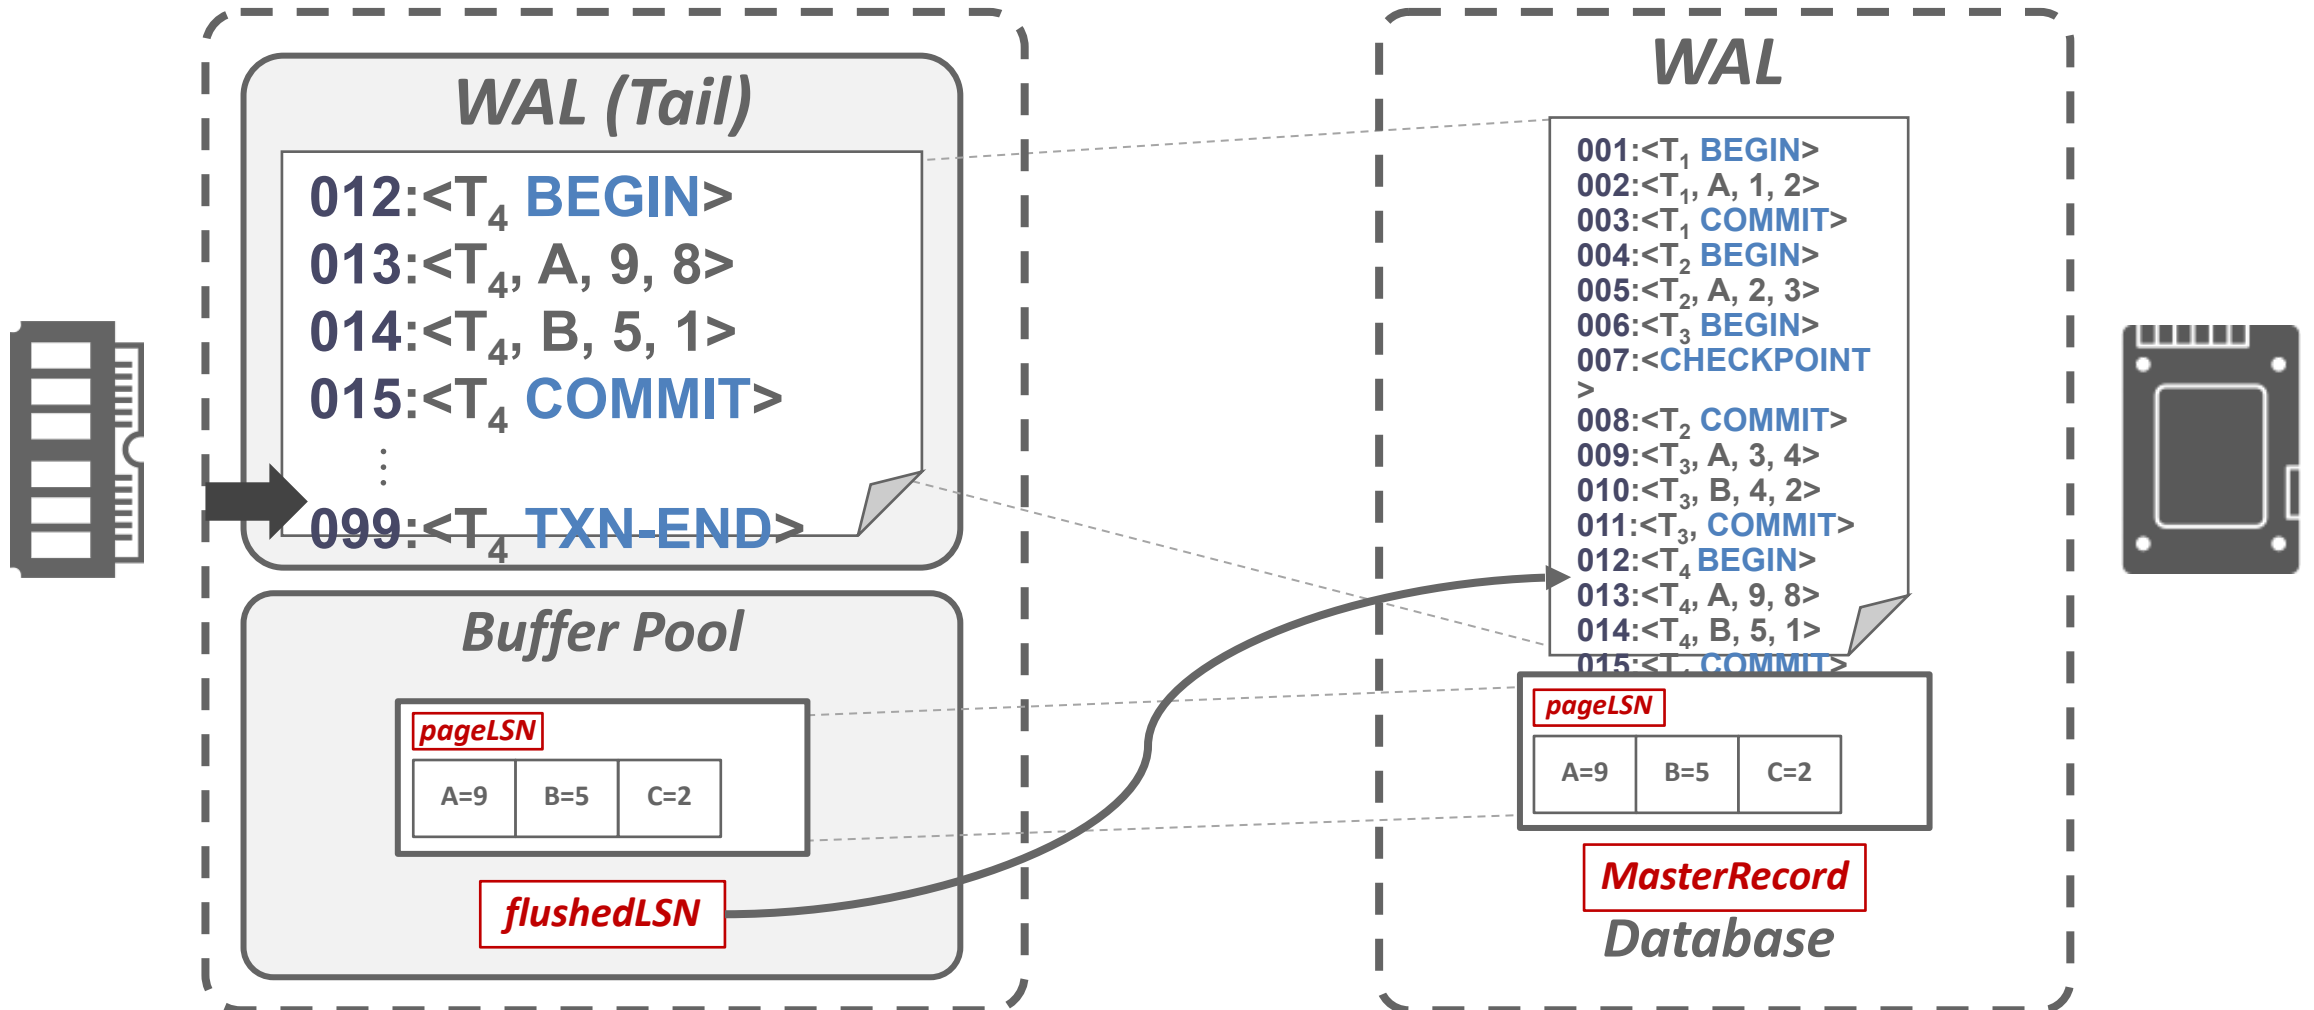 WAL (Tail)
012:<T4 BEGIN>
013:<T4, A, 9, 8>
014:<T4, B, 5, 1>
015:<T4 COMMIT>
⋮
099:<T4 TXN-END>
Buffer Pool
pageLSN
A=9 B=5 C=2
flushedLSN
WAL
001:<T1 BEGIN>
002:<T1, A, 1, 2>
003:<T1 COMMIT>
004:<T2 BEGIN>
005:<T2, A, 2, 3>
006:<T3 BEGIN>
007:<CHECKPOINT
>
008:<T2 COMMIT>
009:<T3, A, 3, 4>
010:<T3, B, 4, 2>
011:<T3, COMMIT>
012:<T4 BEGIN>
013:<T4, A, 9, 8>
014:<T4, B, 5, 1>
015:<T4 COMMIT>
pageLSN
A=9 B=5 C=2
MasterRecord
Database